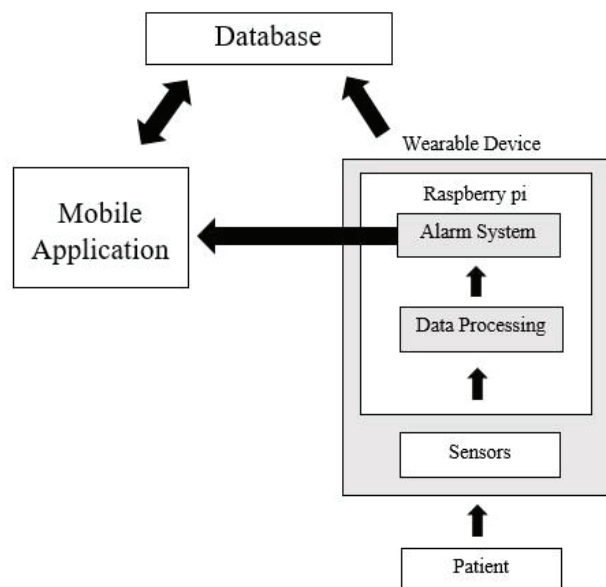 Database
Wearable Device
Mobile
Application
Raspberry pi
Alarm System
Data Processing
Sensors
Patient